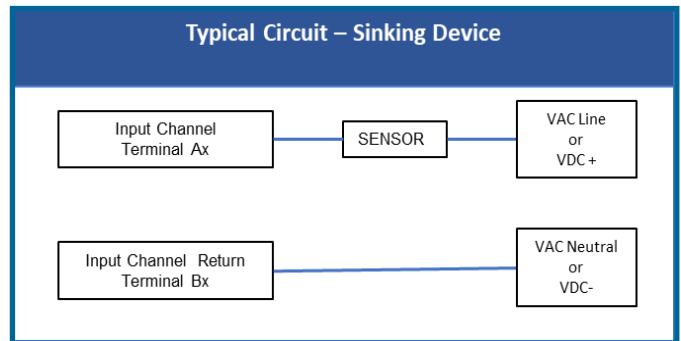 Typical Circuit – Sinking Device
Input Channel
Terminal Ax
SENSOR
VAC Line
or
VDC +
Input Channel Return
Terminal Bx
VAC Neutral
or
VDC-